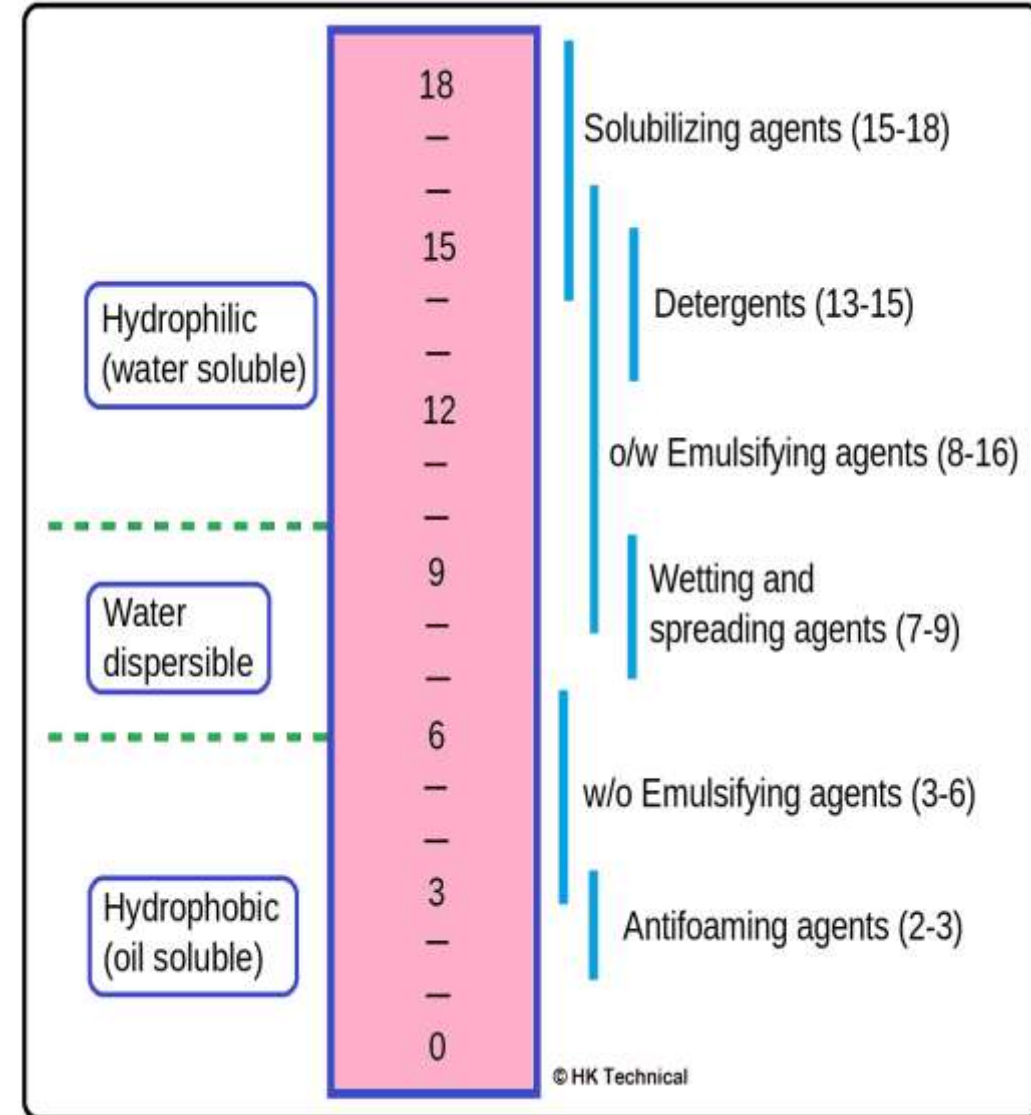 18
–
–
15
–
–
12
–
–
9
–
–
6
–
–
3
–
–
0
Hydrophilic
(water soluble)
Water
dispersible
Hydrophobic
(oil soluble)
Solubilizing agents (15-18)
Detergents (13-15)
o/w Emulsifying agents (8-16)
Wetting and
spreading agents (7-9)
w/o Emulsifying agents (3-6)
Antifoaming agents (2-3)
© HK Technical